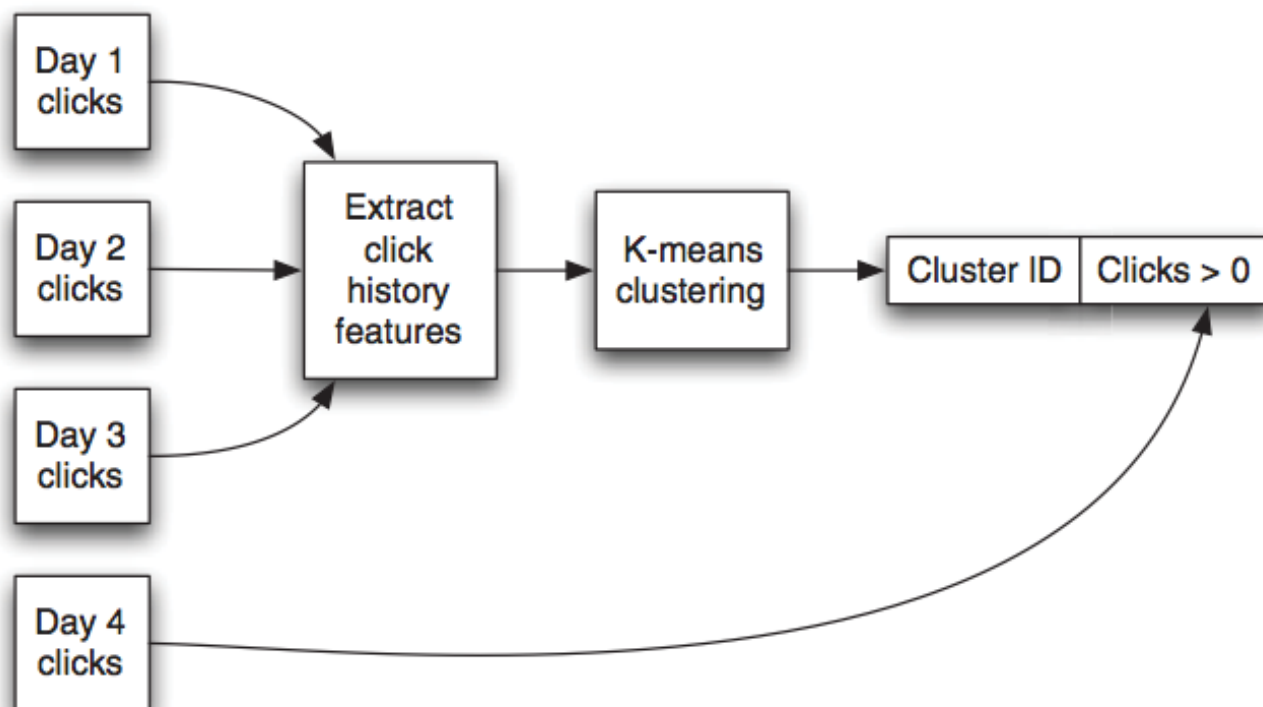 Day 1
clicks
Day 2
clicks
Day 3
clicks
Day 4
clicks
Extract
click
history
features
K-means
clustering
Cluster ID
Clicks > 0